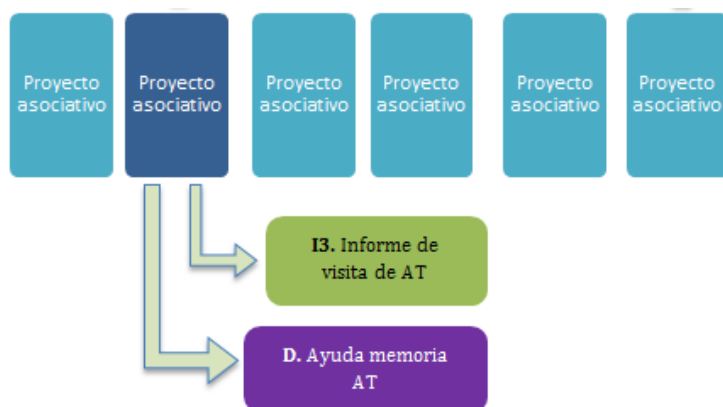 Proyecto
asociativo
Proyecto
asociativo
Proyecto
asociativo
Proyecto
asociativo
Proyecto
asociativo
Proyecto
asociativo
I3. Informe de
visita de AT
D. Ayuda memoria
AT